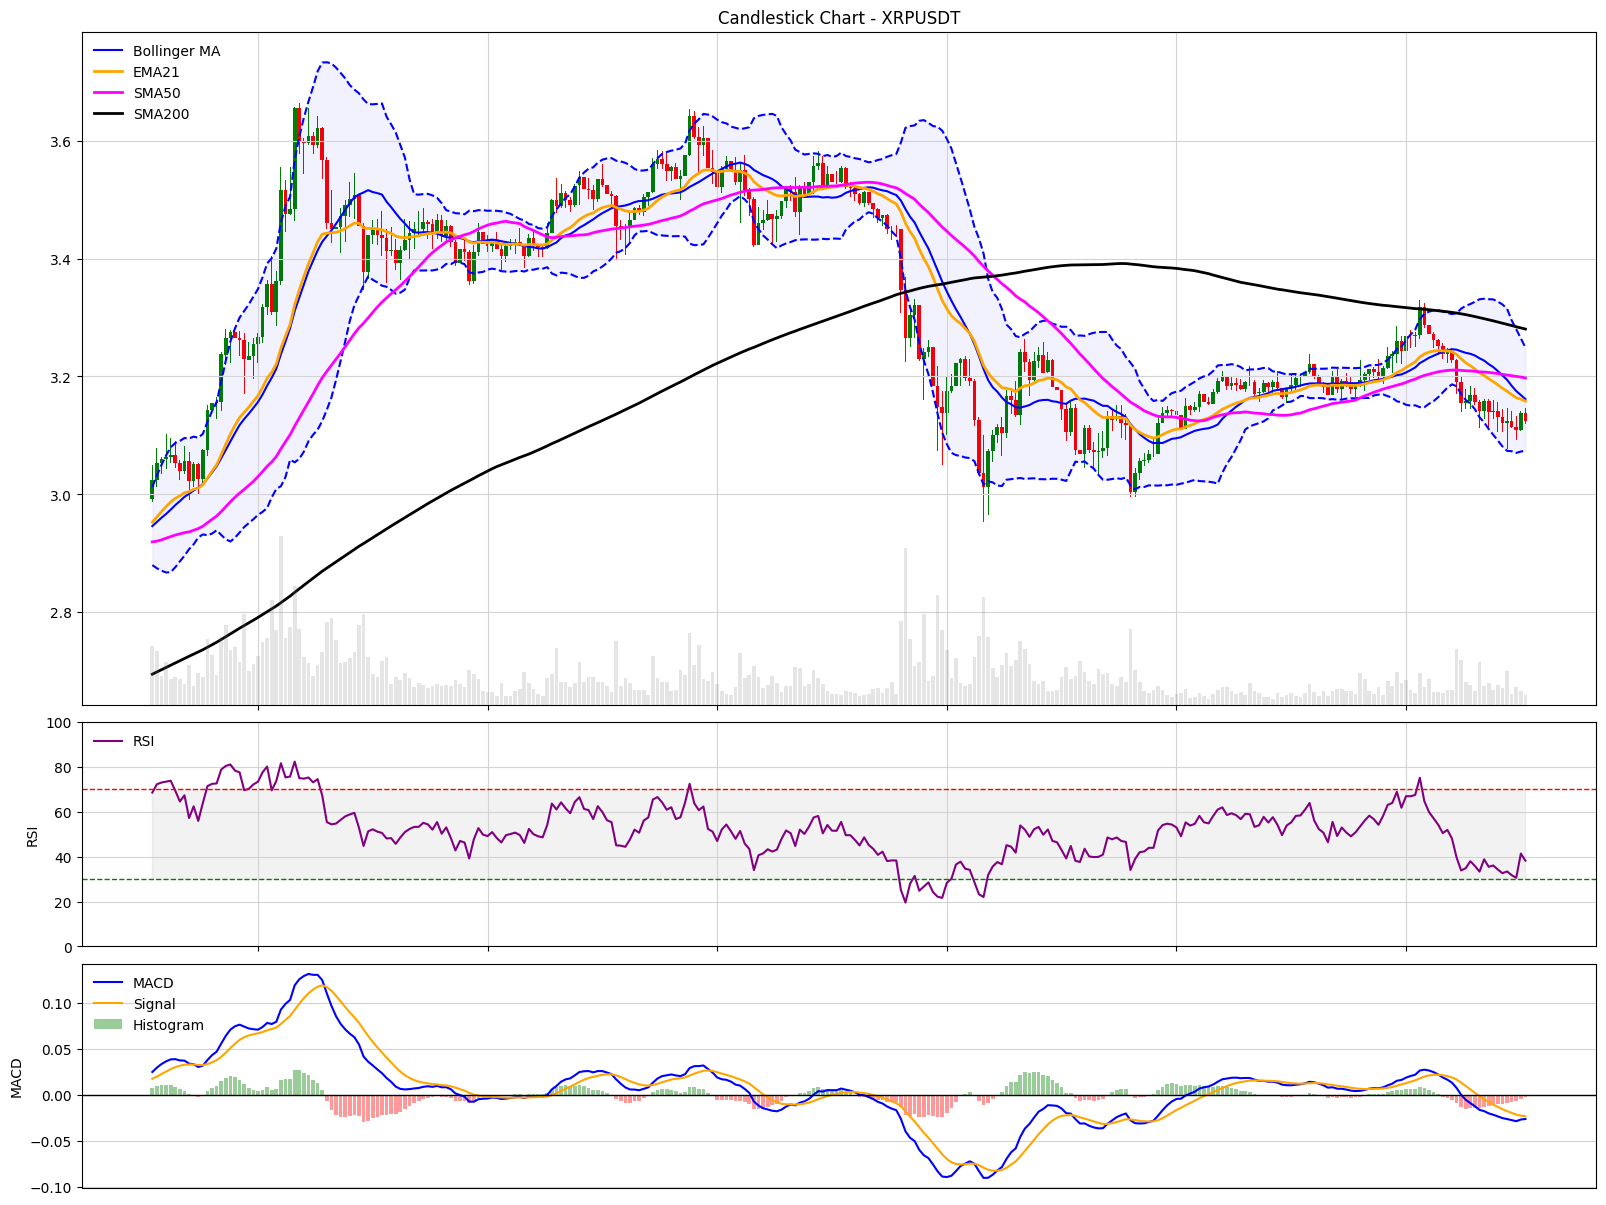 Candlestick Chart - XRPUSDT
Bollinger MA
EMA21
SMA50
SMA200
3.6
3.4
3.2
3.0
2.8
RSI
RSI
100
80
60
40
20
0
MACD
Signal
Histogram
MACD
0.10
0.05
0.00
−0.05
−0.10